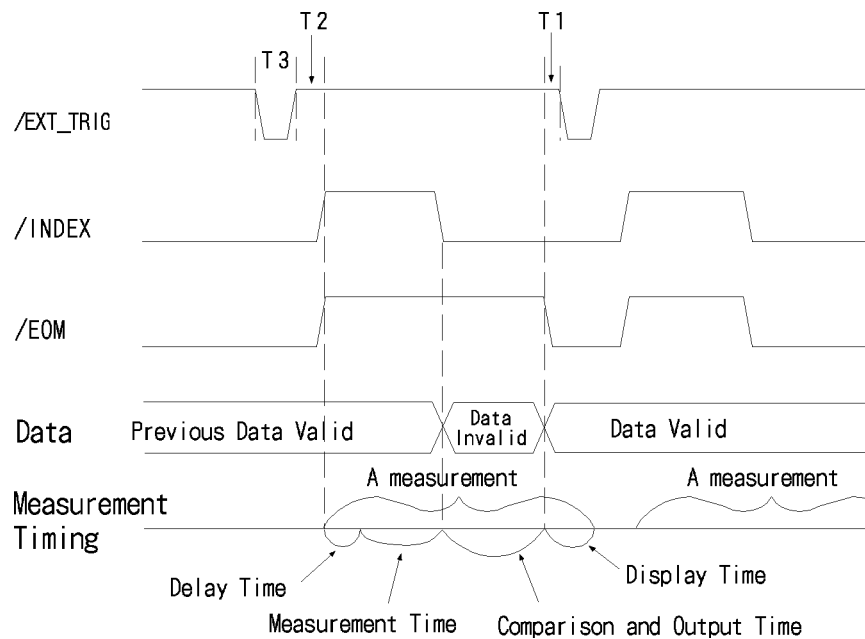 T2
T1
T3
/EXT_TRIG
/INDEX
/EOM
Data
Previous Data Valid
Data
Invalid
Data Valid
A measurement
A measurement
Measurement
Timing
Delay Time
Display Time
Measurement Time
Comparison and Output Time